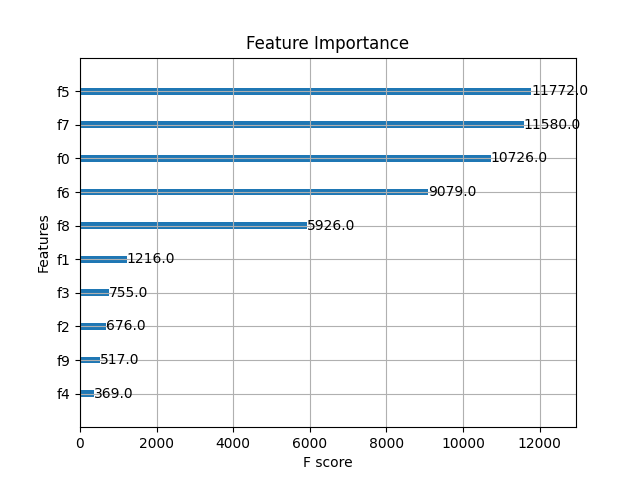 Feature Importance
Features
f5 11772.0
f7 11580.0
f0 10726.0
f6 9079.0
f8 5926.0
f1 1216.0
f3 755.0
f2 676.0
f9 517.0
f4 369.0
0 2000 4000 6000 8000 10000 12000
F score